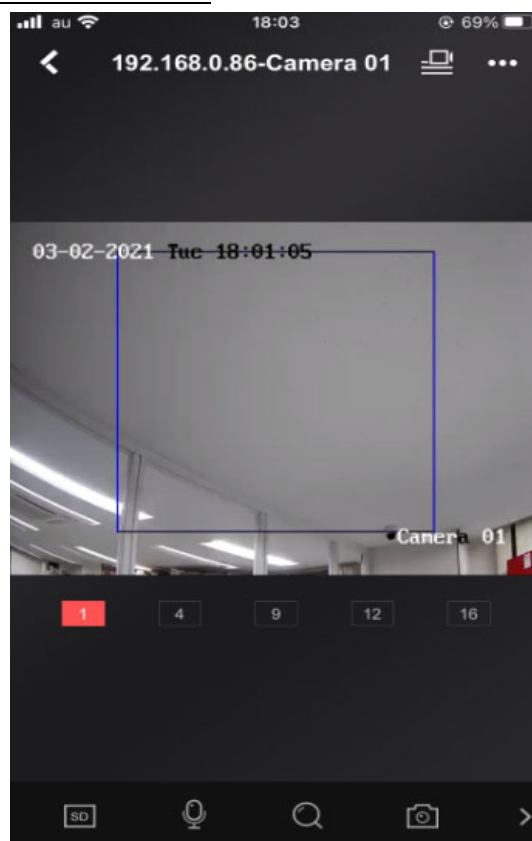 au 18:03 69%
192.168.0.86-Camera 01
03-02-2021 Tue 18:01:05
Camera 01
1 4 9 12 16
SD